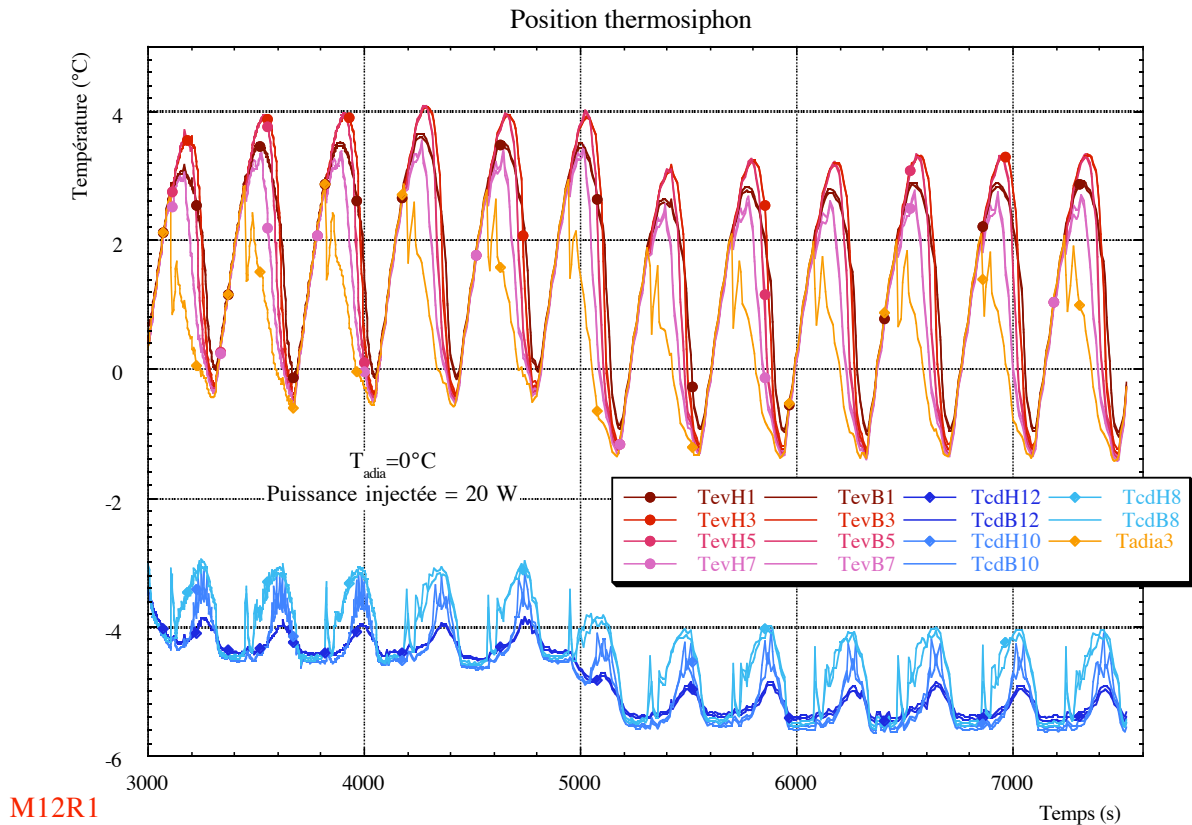 Position thermosiphon
Température (°C)
4
2
0
-2
-4
-6
T adia=0°C
Puissance injectée = 20 W
TevH1 TevB1 TcdH12 TcdH8
TevH3 TevB3 TcdB12 TcdB8
TevH5 TevB5 TcdH10 Tadia3
TevH7 TevB7 TcdB10
3000 4000 5000 6000 7000
Temps (s)
M12R1